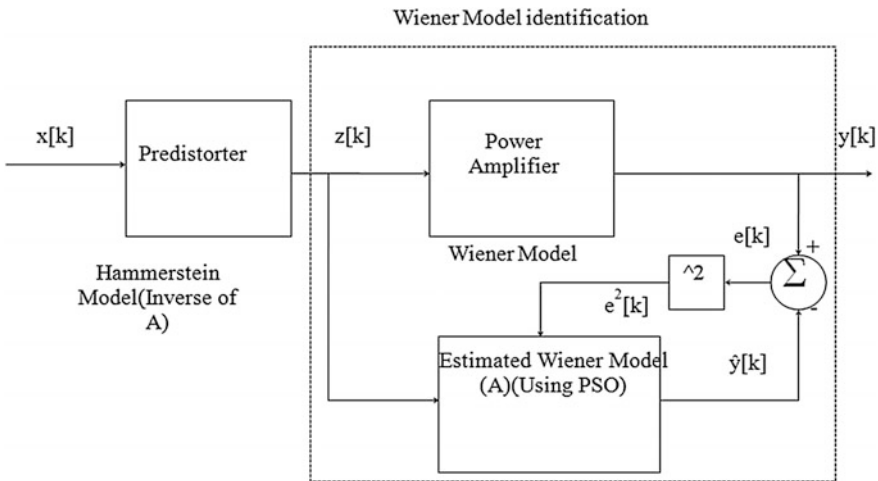 Wiener Model identification
x[k]
Predistorter
z[k]
Power
Amplifier
y[k]
Wiener Model
Hammerstein
Model(Inverse of
A)
e[k]
+
Σ
-
^2
e²[k]
Estimated Wiener Model
(A)(Using PSO)
ŷ[k]